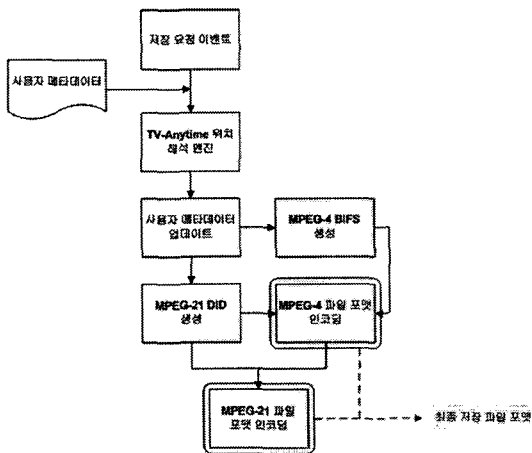 저장 요청 이벤트
사용자 메타데이터
TV-Anytime 위치
해석 엔진
사용자 메타데이터
업데이트
MPEG-4 BIFS
생성
MPEG-21 DID
생성
MPEG-4 파일 포맷
인코딩
MPEG-21 파일
포맷 인코딩
최종 저장 파일 포맷